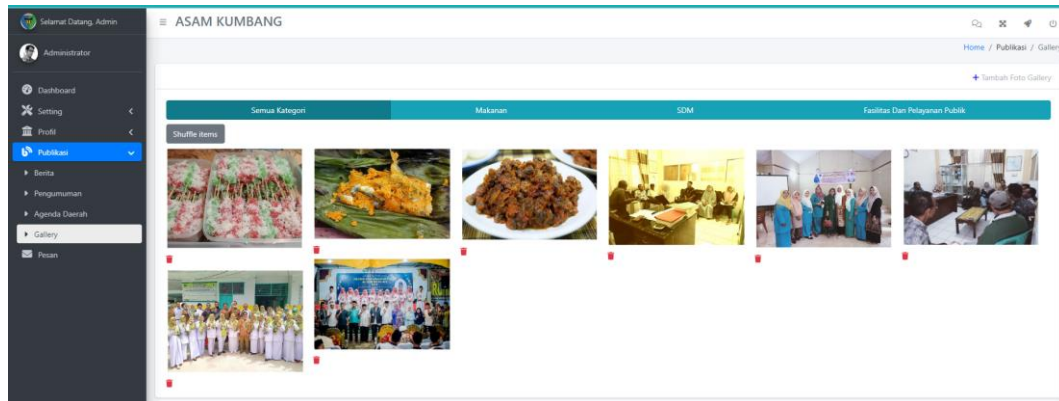 Selamat Datang, Admin
ASAM KUMBANG
Administrator
Home / Publikasi / Gallery
Dashboard
+ Tambah Foto Gallery
Setting
Profil
Semua Kategori
Makanan
SDM
Fasilitas Dan Pelayanan Publik
Publikasi
Shuffle items
Berita
Pengumuman
Agenda Daerah
Gallery
Pesan